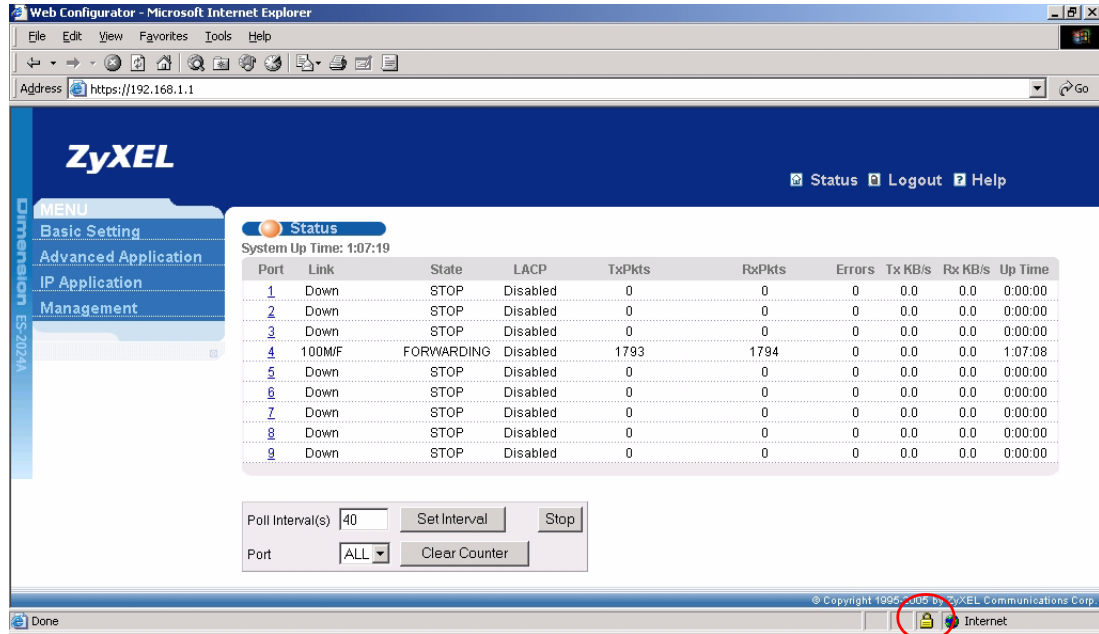 Web Configurator - Microsoft Internet Explorer
File Edit View Favorites Tools Help
Address https://192.168.1.1 Go
ZyXEL
Status Logout Help
Dimension ES-2024A
MENU
Basic Setting
Advanced Application
IP Application
Management
Status
System Up Time: 1:07:19
Port Link State LACP TxPkts RxPkts Errors Tx KB/s Rx KB/s Up Time
1 Down STOP Disabled 0 0 0 0.0 0.0 0:00:00
2 Down STOP Disabled 0 0 0 0.0 0.0 0:00:00
3 Down STOP Disabled 0 0 0 0.0 0.0 0:00:00
4 100M/F FORWARDING Disabled 1793 1794 0 0.0 0.0 1:07:08
5 Down STOP Disabled 0 0 0 0.0 0.0 0:00:00
6 Down STOP Disabled 0 0 0 0.0 0.0 0:00:00
7 Down STOP Disabled 0 0 0 0.0 0.0 0:00:00
8 Down STOP Disabled 0 0 0 0.0 0.0 0:00:00
9 Down STOP Disabled 0 0 0 0.0 0.0 0:00:00
Poll Interval(s) 40 Set Interval Stop
Port ALL Clear Counter
© Copyright 1995-2005 by ZyXEL Communications Corp.
Done Internet